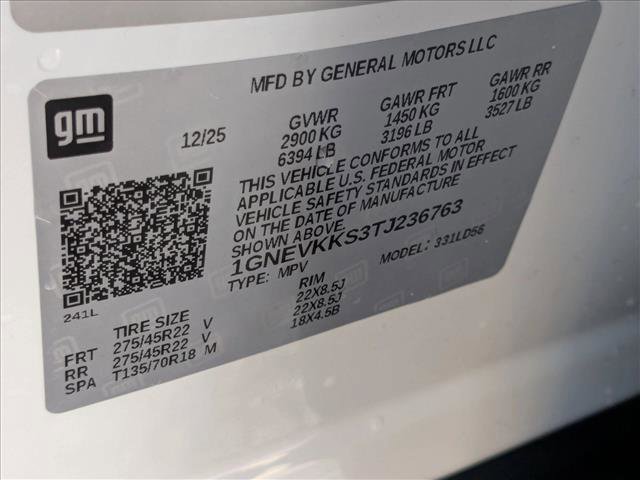 MFD BY GENERAL MOTORS LLC
gm
12/25
GVWR GAWR FRT GAWR RR
2900 KG 1450 KG 1600 KG
6394 LB 3196 LB 3527 LB
THIS VEHICLE CONFORMS TO ALL
APPLICABLE U.S. FEDERAL MOTOR
VEHICLE SAFETY STANDARDS IN EFFECT
ON THE DATE OF MANUFACTURE
SHOWN ABOVE.
1GNEVKKS3TJ236763
TYPE: MPV MODEL: 331LD56
241L
TIRE SIZE RIM
FRT 275/45R22 V 22X8.5J
RR 275/45R22 V 22X8.5J
SPA T135/70R18 M 18X4.5B